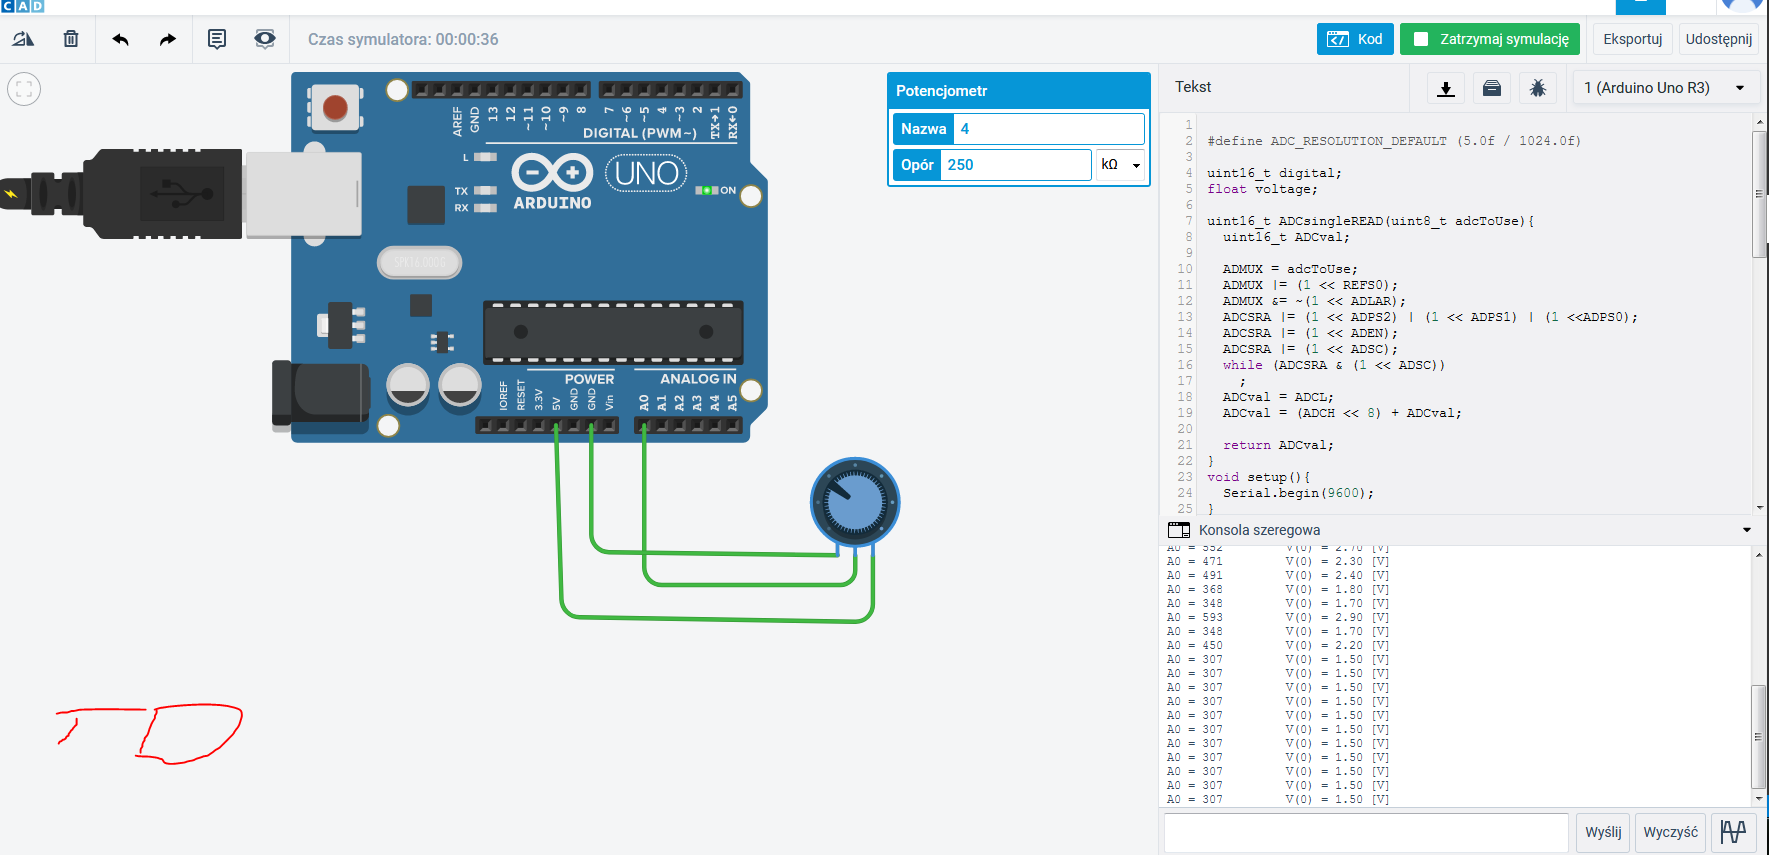 CAD
Czas symulatora: 00:00:36
Kod
Zatrzymaj symulację
Eksportuj
Udostępnij
AREF
GND
13
12
~11
~10
~9
8
7
~6
~5
4
~3
2
TX→1
RX←0
DIGITAL (PWM~)
L
TX
RX
ARDUINO
UNO
ON
SPK16.000G
POWER
ANALOG IN
IOREF
RESET
3.3V
5V
GND
GND
Vin
A0
A1
A2
A3
A4
A5
Potencjometr
Nazwa 4
Opór 250 kΩ
TD
Tekst
1 (Arduino Uno R3)
1
2 #define ADC_RESOLUTION_DEFAULT (5.0f / 1024.0f)
3
4 uint16_t digital;
5 float voltage;
6
7 uint16_t ADCsingleREAD(uint8_t adcToUse){
8 uint16_t ADCval;
9
10 ADMUX = adcToUse;
11 ADMUX |= (1 << REFS0);
12 ADMUX &= ~(1 << ADLAR);
13 ADCSRA |= (1 << ADPS2) | (1 << ADPS1) | (1 <<ADPS0);
14 ADCSRA |= (1 << ADEN);
15 ADCSRA |= (1 << ADSC);
16 while (ADCSRA & (1 << ADSC))
17 ;
18 ADCval = ADCL;
19 ADCval = (ADCH << 8) + ADCval;
20
21 return ADCval;
22 }
23 void setup(){
24 Serial.begin(9600);
25 }
Konsola szeregowa
A0 = 552 V(0) = 2.70 [V]
A0 = 471 V(0) = 2.30 [V]
A0 = 491 V(0) = 2.40 [V]
A0 = 368 V(0) = 1.80 [V]
A0 = 348 V(0) = 1.70 [V]
A0 = 593 V(0) = 2.90 [V]
A0 = 348 V(0) = 1.70 [V]
A0 = 450 V(0) = 2.20 [V]
A0 = 307 V(0) = 1.50 [V]
A0 = 307 V(0) = 1.50 [V]
A0 = 307 V(0) = 1.50 [V]
A0 = 307 V(0) = 1.50 [V]
A0 = 307 V(0) = 1.50 [V]
A0 = 307 V(0) = 1.50 [V]
A0 = 307 V(0) = 1.50 [V]
A0 = 307 V(0) = 1.50 [V]
A0 = 307 V(0) = 1.50 [V]
A0 = 307 V(0) = 1.50 [V]
A0 = 307 V(0) = 1.50 [V]
Wyślij
Wyczyść